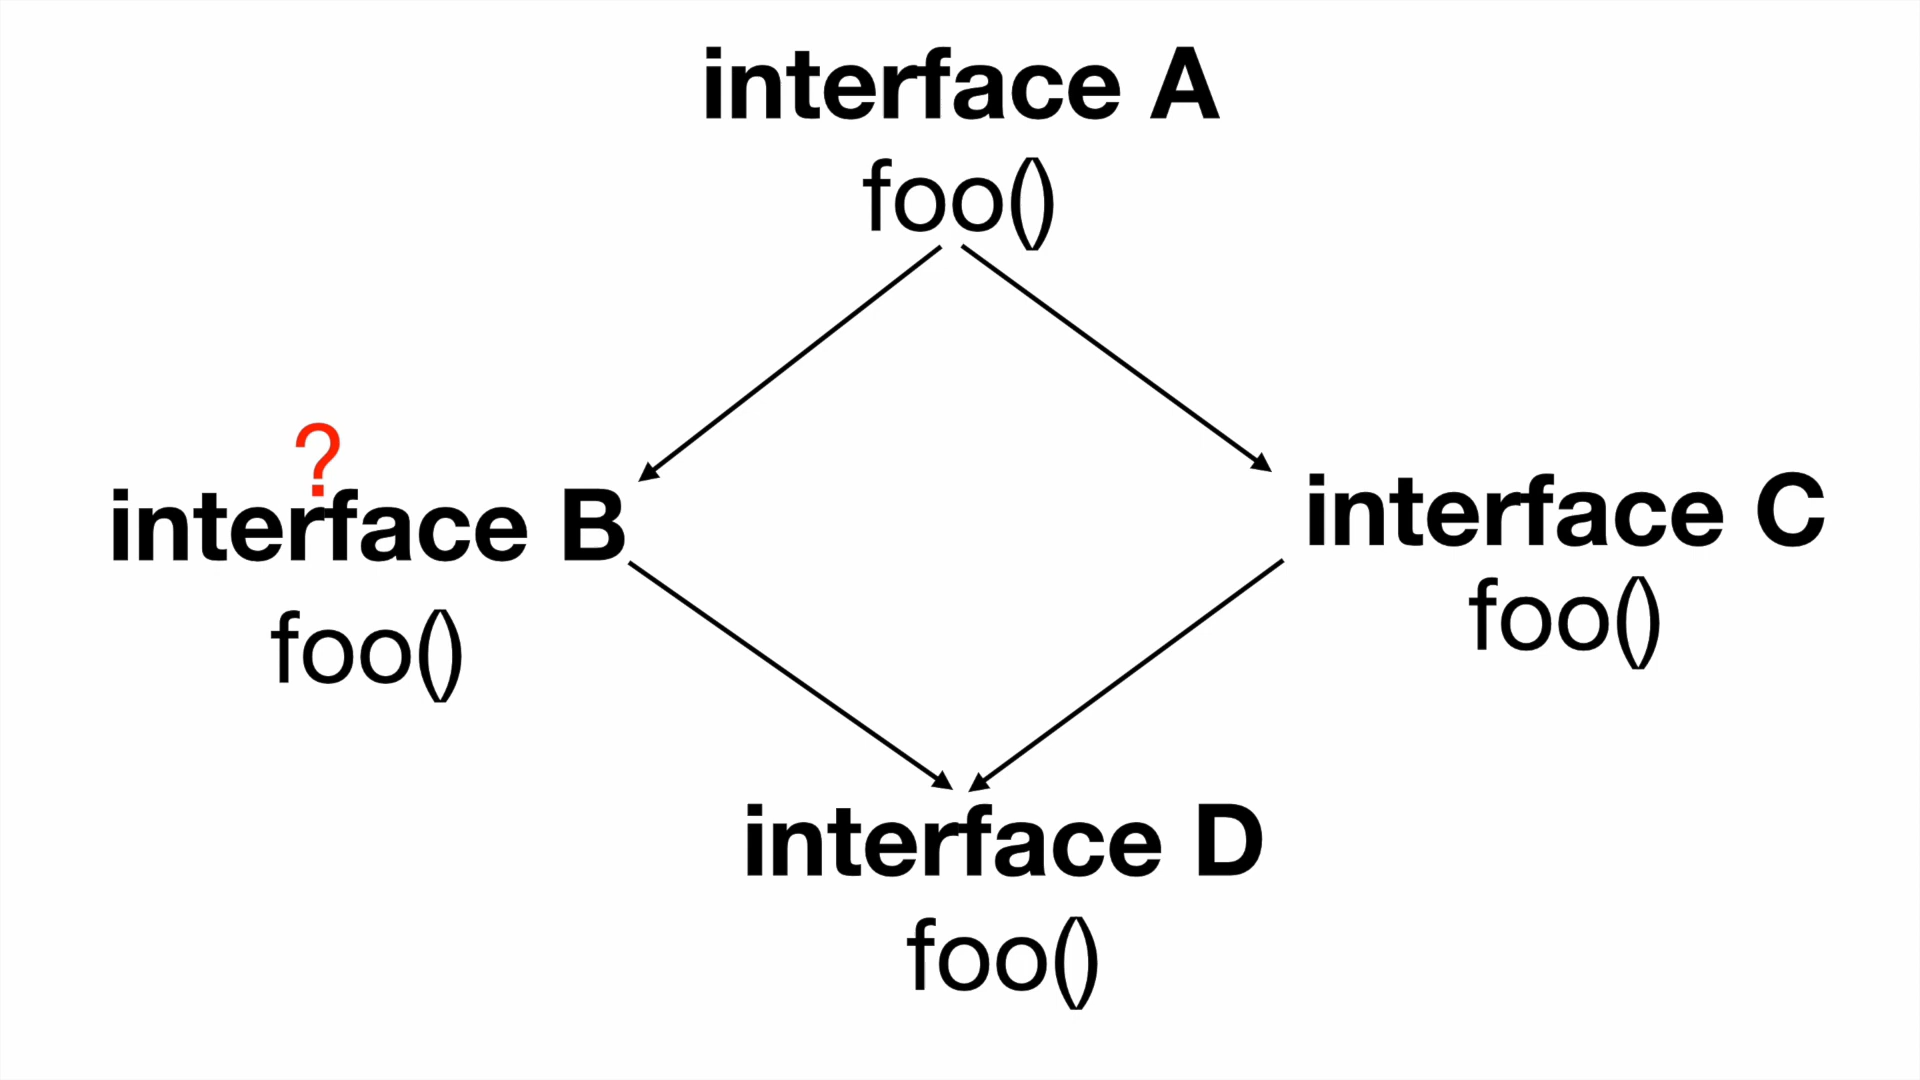 interface A
foo()
?
interface B
foo()
interface C
foo()
interface D
foo()